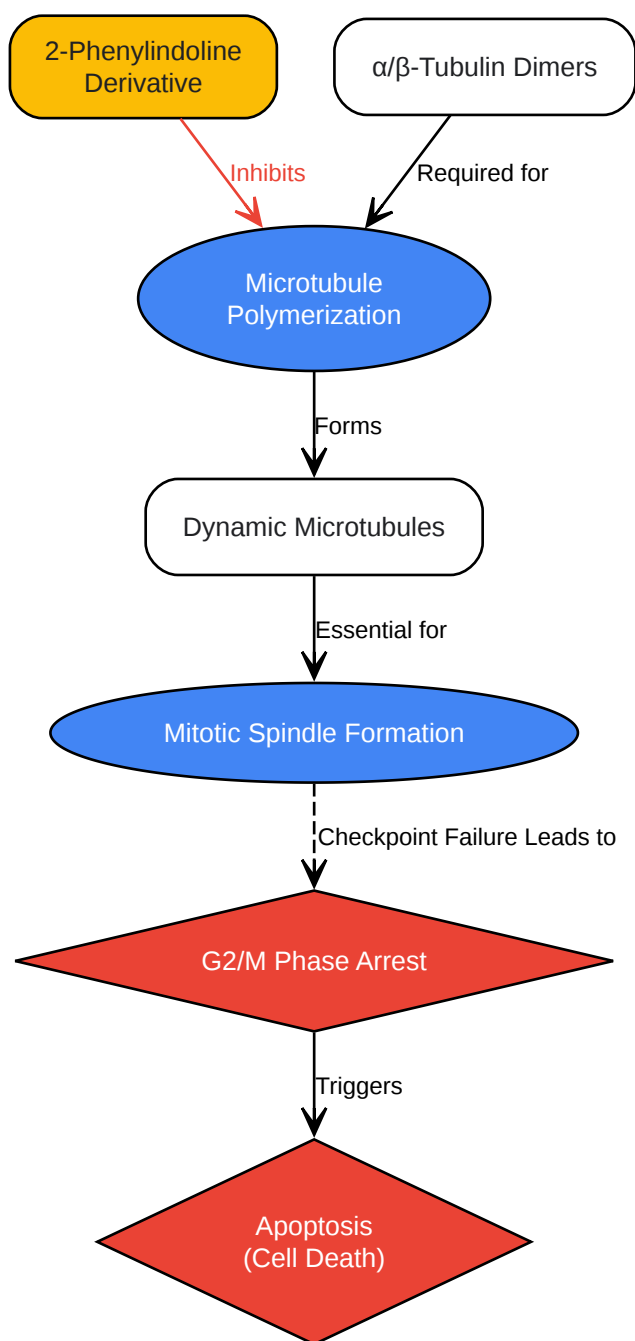 2-Phenylindoline
Derivative
α/β-Tubulin Dimers
Inhibits
Required for
Microtubule
Polymerization
Forms
Dynamic Microtubules
Essential for
Mitotic Spindle Formation
Checkpoint Failure Leads to
G2/M Phase Arrest
Triggers
Apoptosis
(Cell Death)